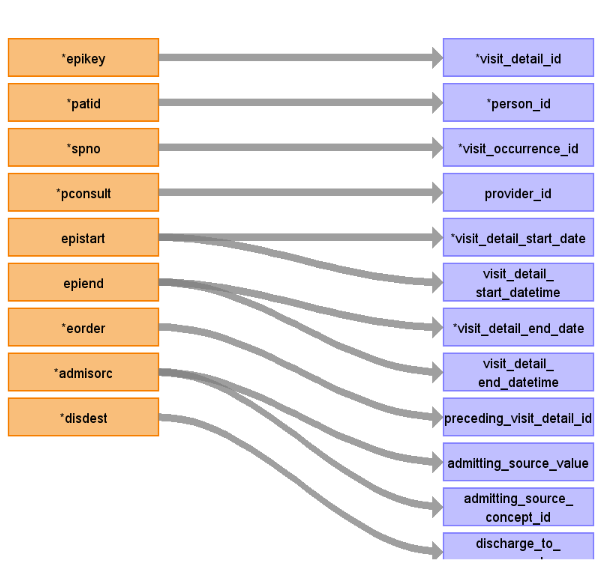 *epikey
*visit_detail_id
*patid
*person_id
*spno
*visit_occurrence_id
*pconsult
provider_id
epistart
*visit_detail_start_date
epiend
visit_detail_
start_datetime
*eorder
*visit_detail_end_date
*admisorc
visit_detail_
end_datetime
*disdest
preceding_visit_detail_id
admitting_source_value
admitting_source_
concept_id
discharge_to_